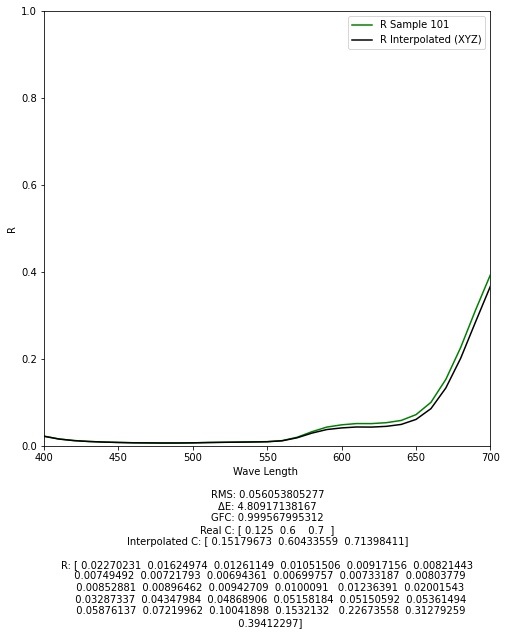 1.0
R Sample 101
R Interpolated (XYZ)
0.8
0.6
R
0.4
0.2
0.0
400 450 500 550 600 650 700
Wave Length
RMS: 0.056053805277
ΔE: 4.80917138167
GFC: 0.999567995312
Real C: [ 0.125 0.6 0.7 ]
Interpolated C: [ 0.15179673 0.60433559 0.71398411]
R: [ 0.02270231 0.01624974 0.01261149 0.01051506 0.00917156 0.00821443
0.00749492 0.00721793 0.00694361 0.00699757 0.00733187 0.00803779
0.00852881 0.00896462 0.00942709 0.0100091 0.01236391 0.02001543
0.03287337 0.04347984 0.04868906 0.05158184 0.05150592 0.05361494
0.05876137 0.07219962 0.10041898 0.1532132 0.22673558 0.31279259
0.39412297]